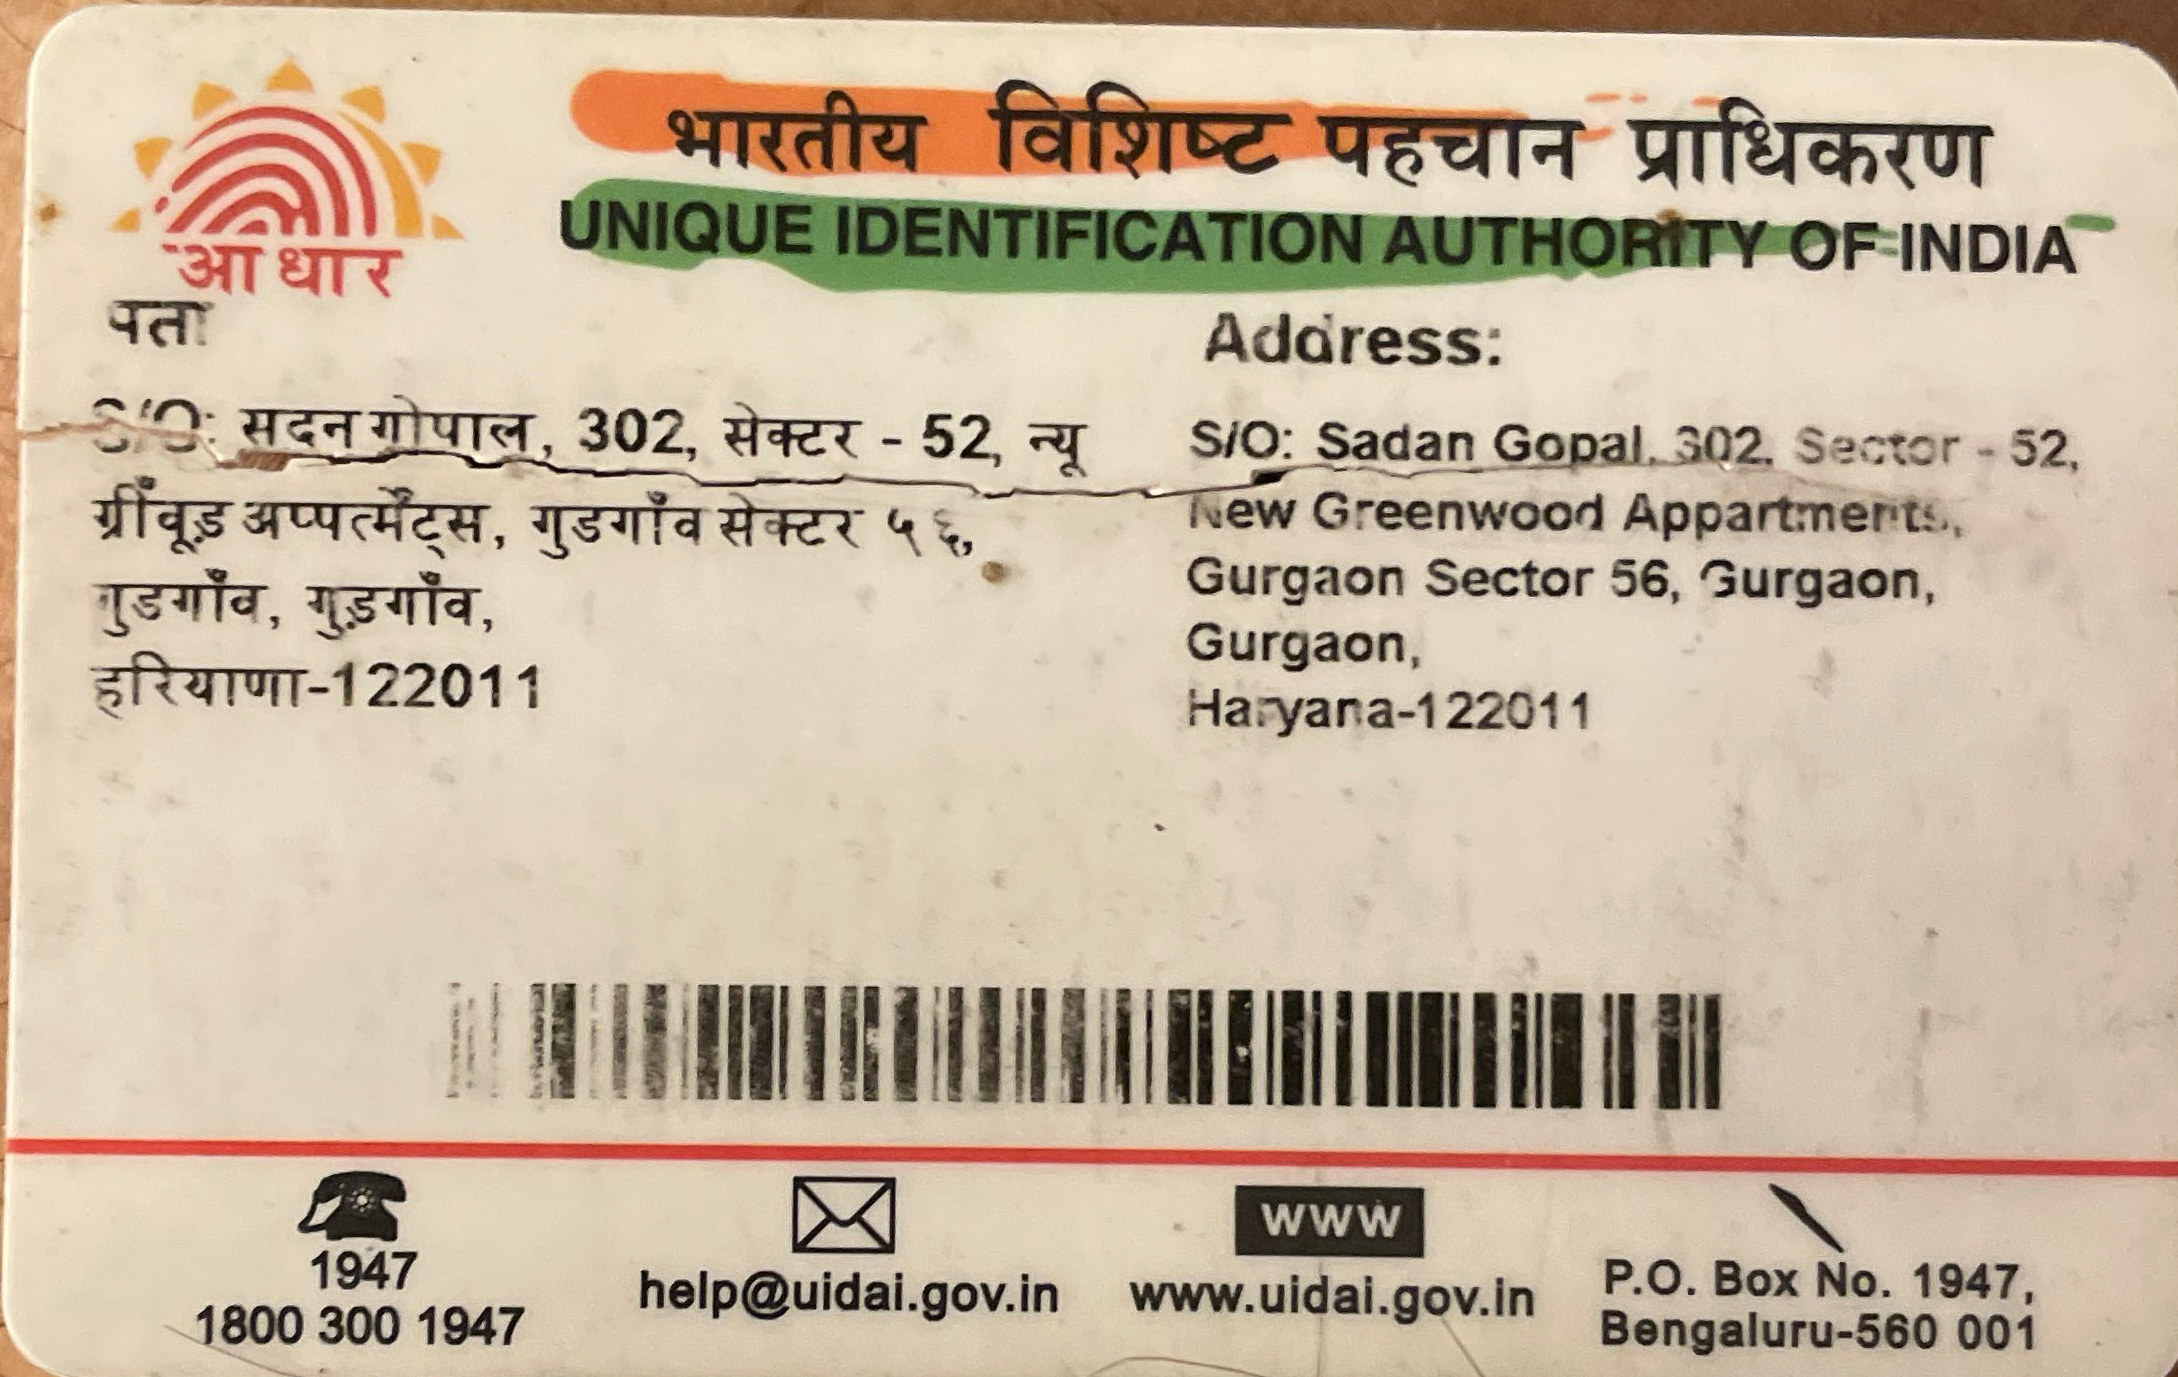 भारतीय विशिष्ट पहचान प्राधिकरण
UNIQUE IDENTIFICATION AUTHORITY OF INDIA
आधार
पता
S/O: सदन गोपाल, 302, सेक्टर - 52, न्यू
ग्रींवूड़ अप्पर्त्मेंट्स, गुडगाँव सेक्टर ५६,
गुडगाँव, गुड़गाँव,
हरियाणा-122011
Address:
S/O: Sadan Gopal, 302, Sector - 52,
New Greenwood Appartments,
Gurgaon Sector 56, Gurgaon,
Gurgaon,
Haryana-122011
1947
1800 300 1947
help@uidai.gov.in
www
www.uidai.gov.in
P.O. Box No. 1947,
Bengaluru-560 001